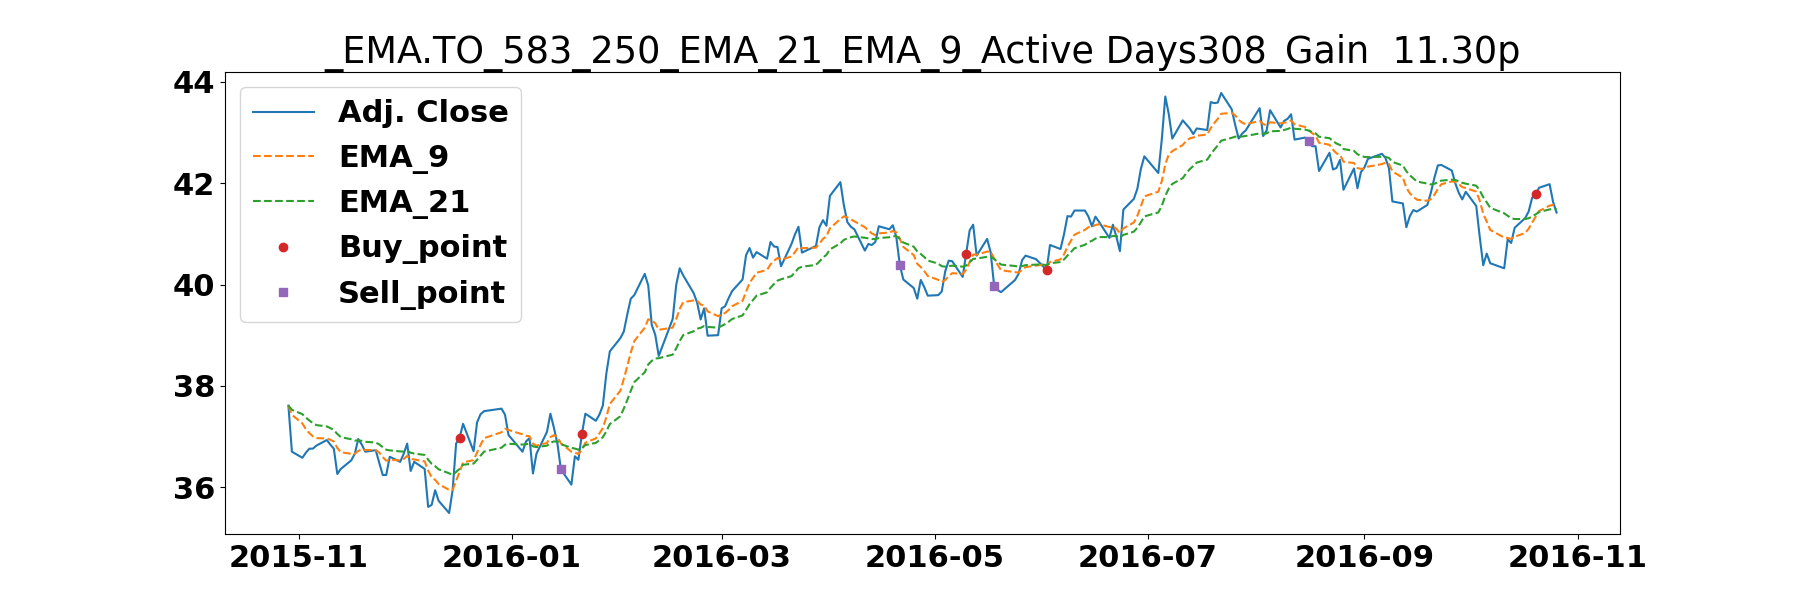 _EMA.TO_583_250_EMA_21_EMA_9_Active Days308_Gain  11.30p
44
42
40
38
36
Adj. Close
EMA_9
EMA_21
Buy_point
Sell_point
2015-11 2016-01 2016-03 2016-05 2016-07 2016-09 2016-11